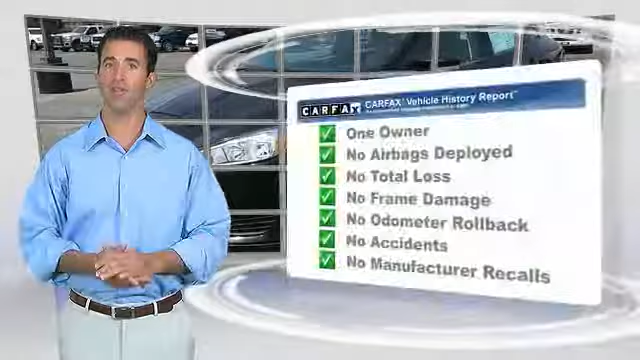 CARFAX CARFAX Vehicle History Report™
One Owner
No Airbags Deployed
No Total Loss
No Frame Damage
No Odometer Rollback
No Accidents
No Manufacturer Recalls